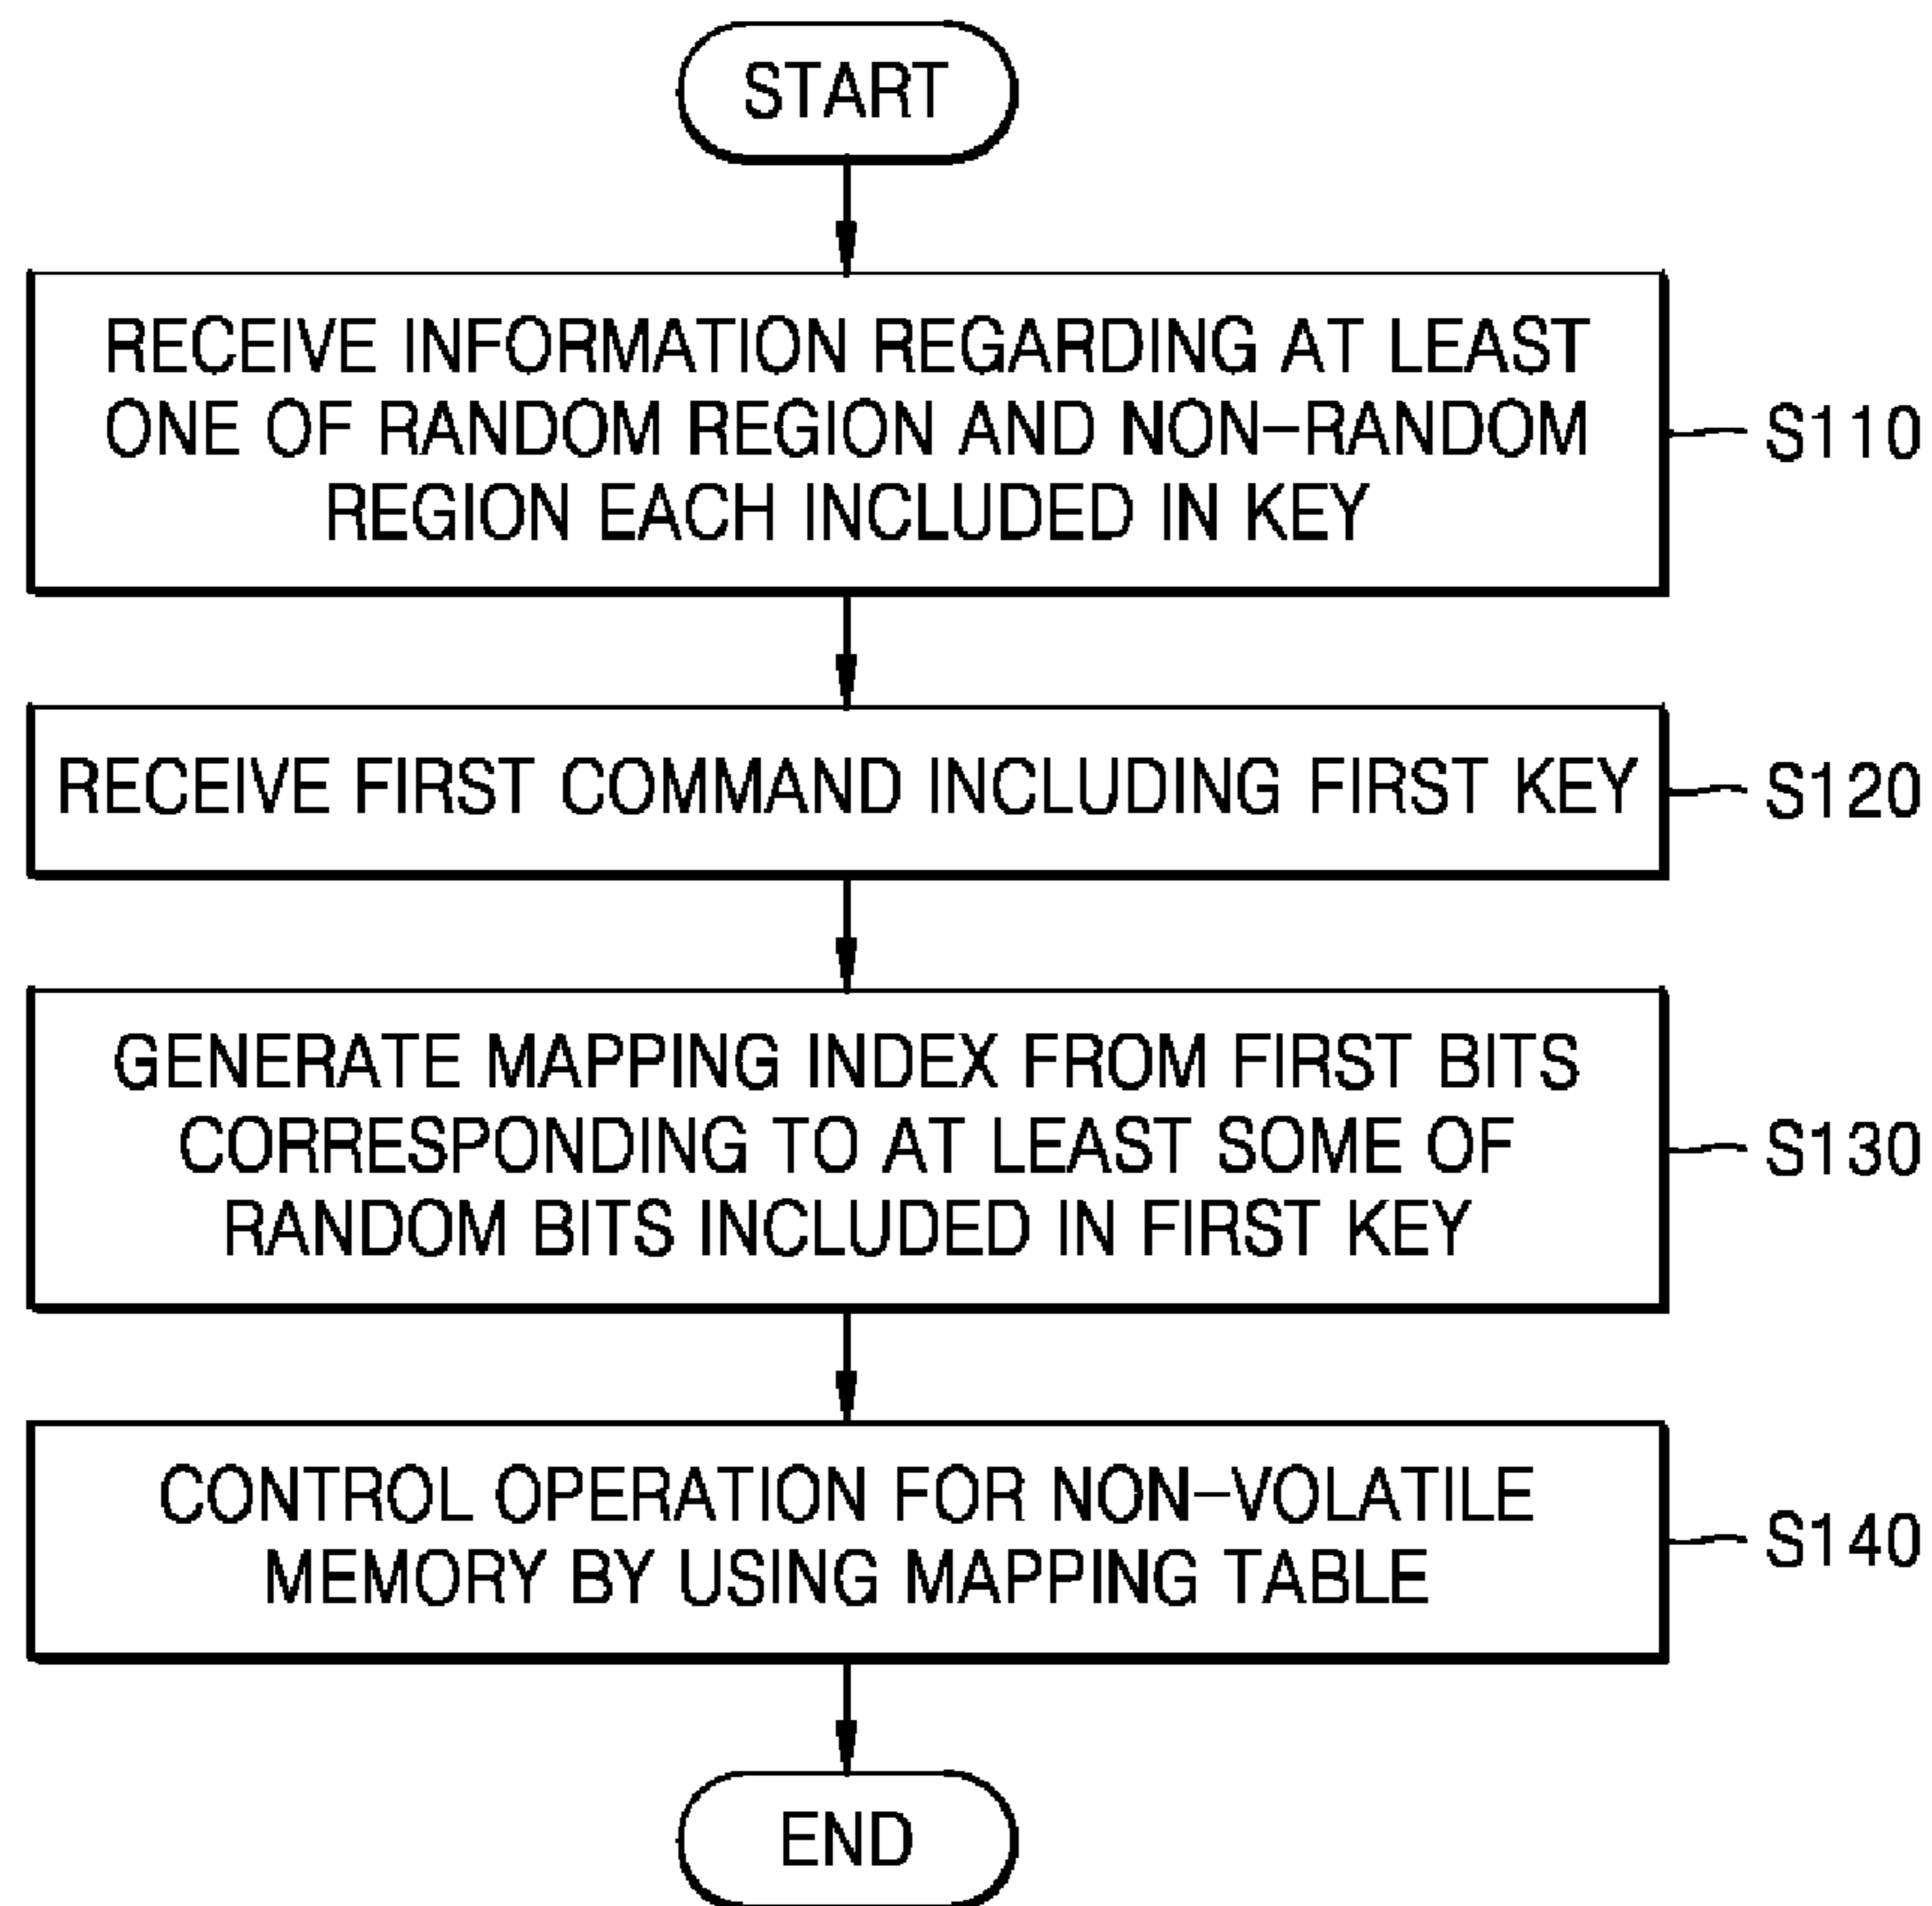 START
RECEIVE INFORMATION REGARDING AT LEAST
ONE OF RANDOM REGION AND NON-RANDOM
REGION EACH INCLUDED IN KEY
S110
RECEIVE FIRST COMMAND INCLUDING FIRST KEY
S120
GENERATE MAPPING INDEX FROM FIRST BITS
CORRESPONDING TO AT LEAST SOME OF
RANDOM BITS INCLUDED IN FIRST KEY
S130
CONTROL OPERATION FOR NON-VOLATILE
MEMORY BY USING MAPPING TABLE
S140
END